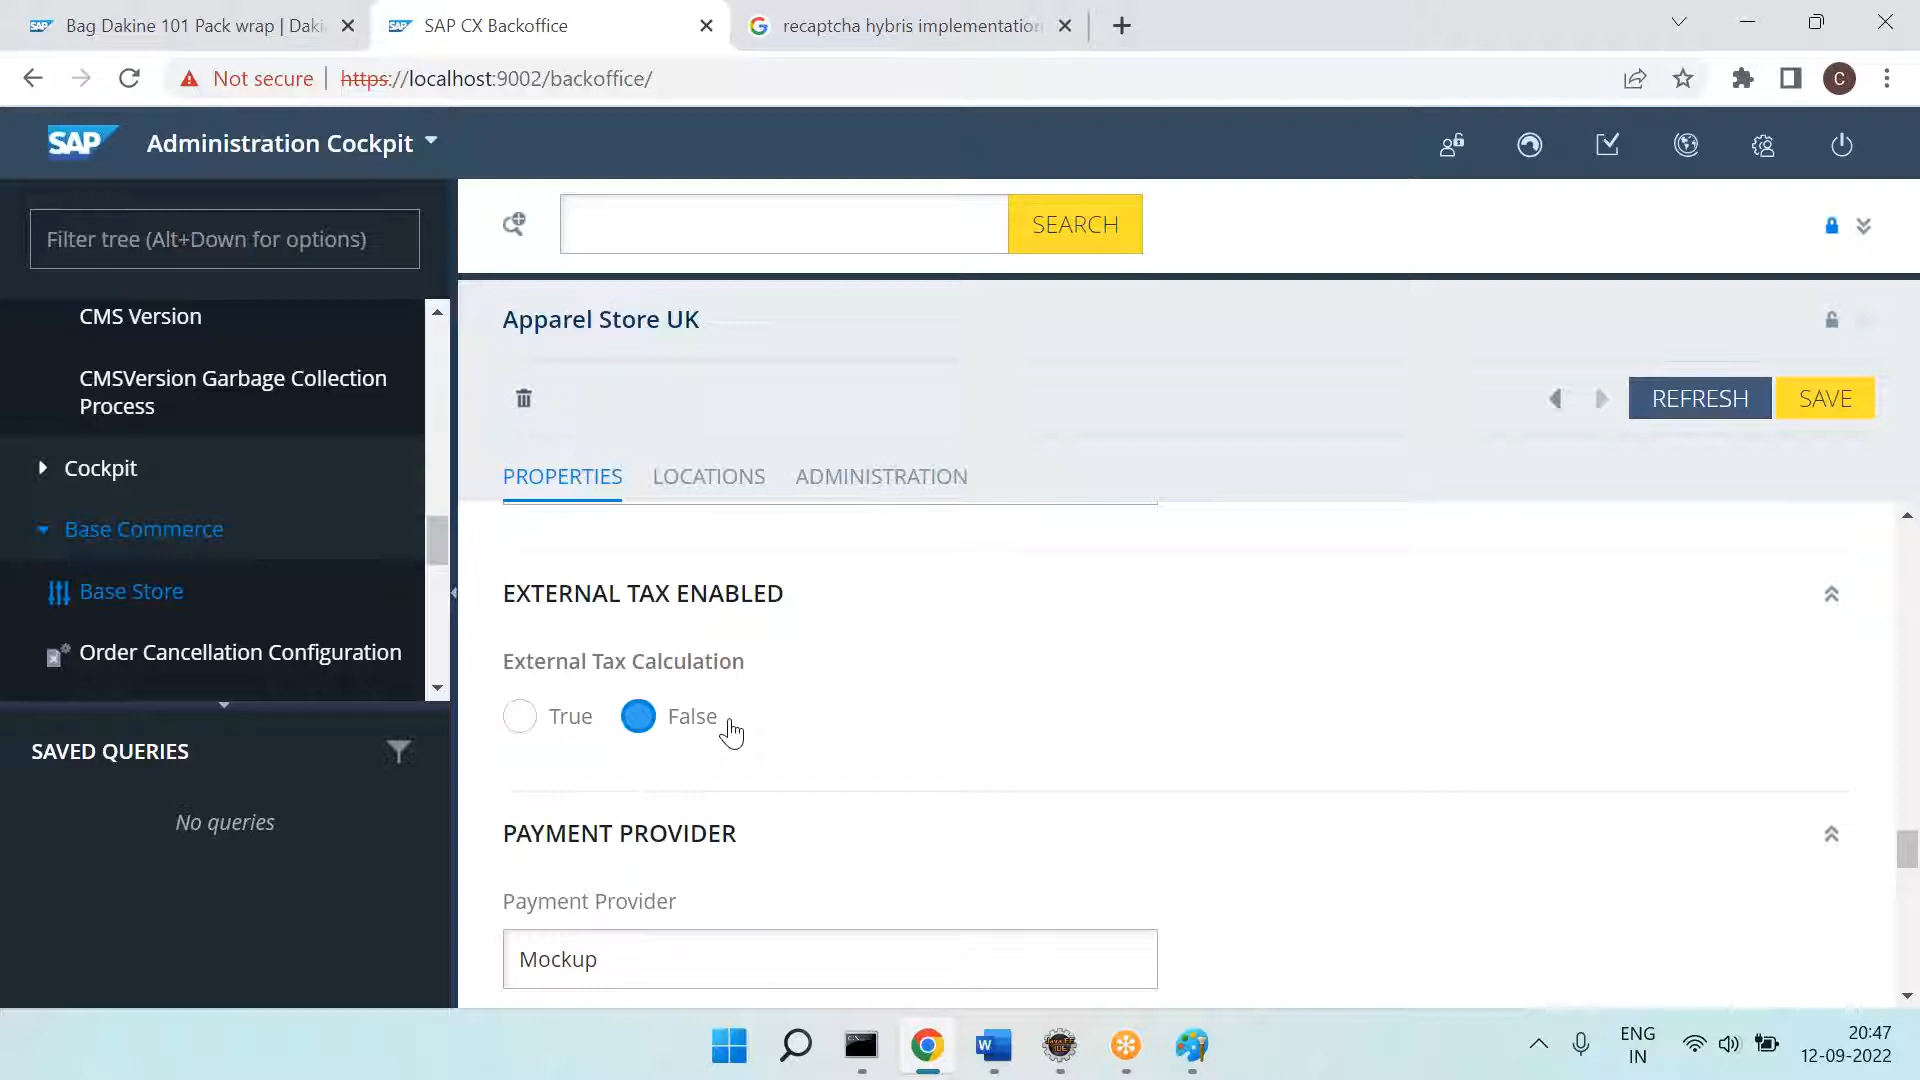 Bag Dakine 101 Pack wrap | Daki
SAP CX Backoffice
recaptcha hybris implementation
Not secure
https://localhost:9002/backoffice/
C
SAP
Administration Cockpit
Filter tree (Alt+Down for options)
SEARCH
CMS Version
CMSVersion Garbage Collection
Process
Cockpit
Base Commerce
Base Store
Order Cancellation Configuration
SAVED QUERIES
No queries
Apparel Store UK
REFRESH
SAVE
PROPERTIES
LOCATIONS
ADMINISTRATION
EXTERNAL TAX ENABLED
External Tax Calculation
True
False
PAYMENT PROVIDER
Payment Provider
Mockup
ENG
IN
20:47
12-09-2022